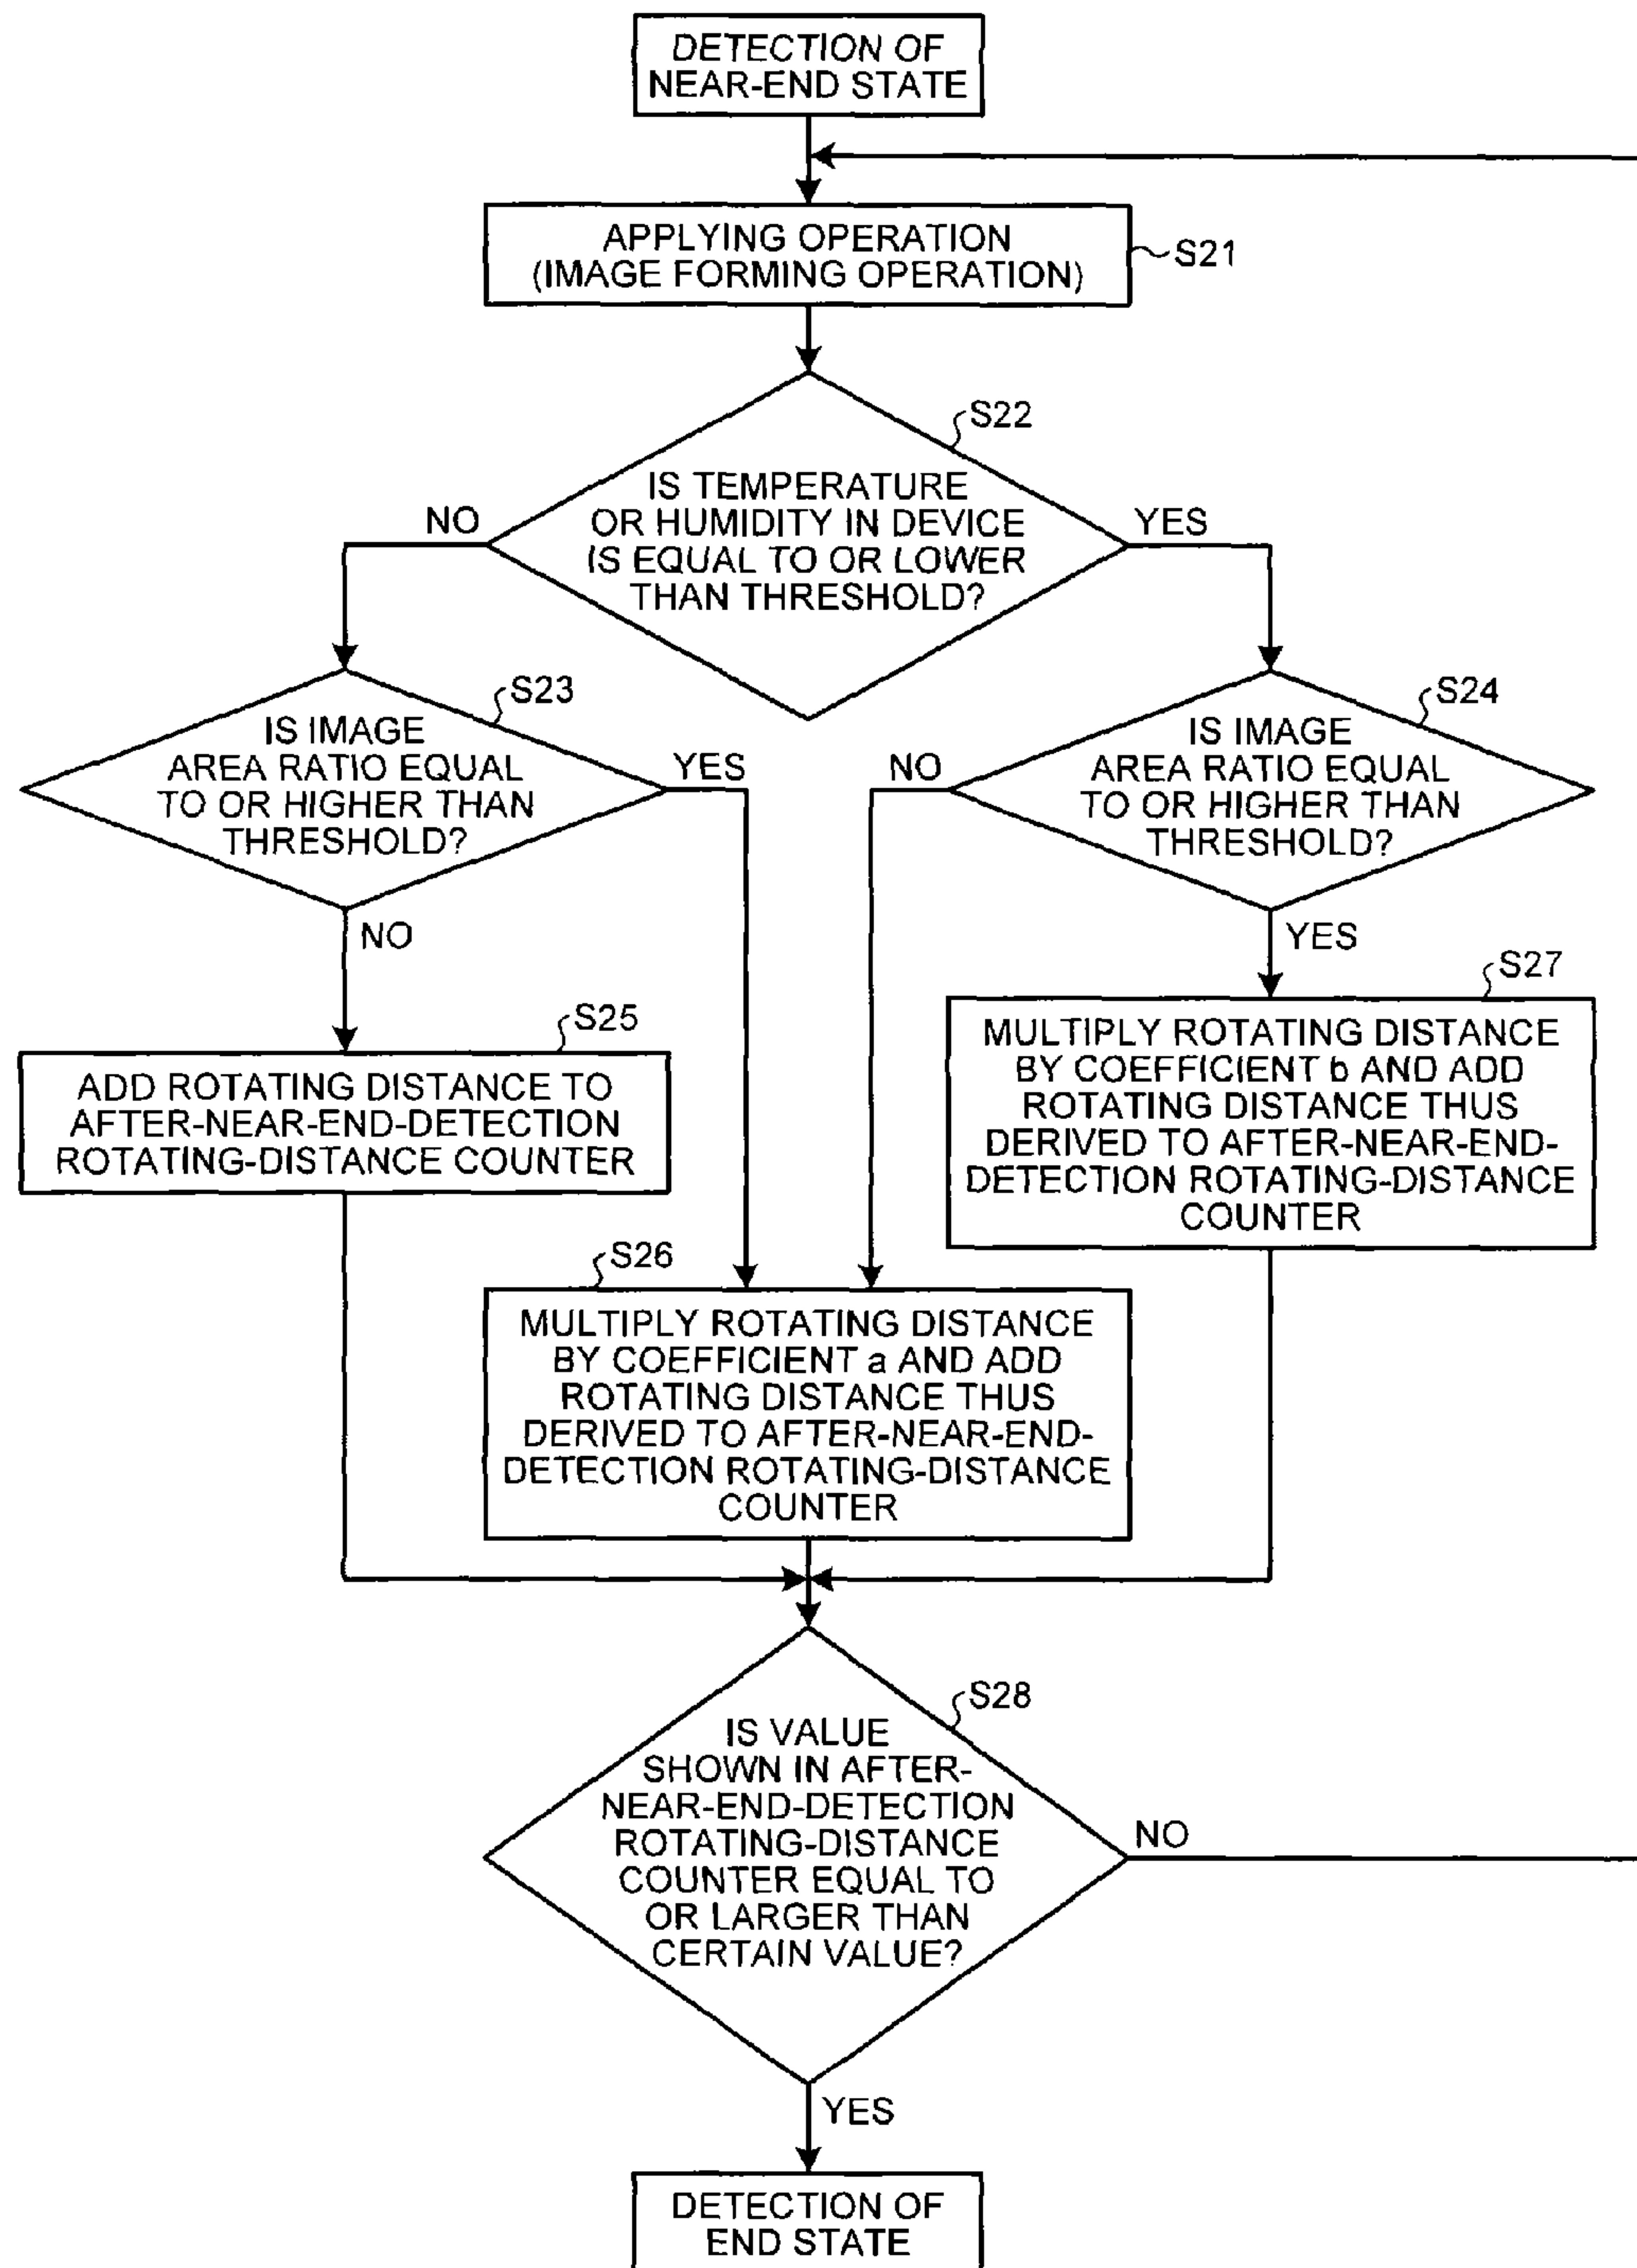 DETECTION OF
NEAR-END STATE
APPLYING OPERATION
(IMAGE FORMING OPERATION)
S21
S22
IS TEMPERATURE
OR HUMIDITY IN DEVICE
IS EQUAL TO OR LOWER
THAN THRESHOLD?
NO
YES
S23
IS IMAGE
AREA RATIO EQUAL
TO OR HIGHER THAN
THRESHOLD?
YES
NO
S24
IS IMAGE
AREA RATIO EQUAL
TO OR HIGHER THAN
THRESHOLD?
NO
YES
S25
ADD ROTATING DISTANCE TO
AFTER-NEAR-END-DETECTION
ROTATING-DISTANCE COUNTER
S27
MULTIPLY ROTATING DISTANCE
BY COEFFICIENT b AND ADD
ROTATING DISTANCE THUS
DERIVED TO AFTER-NEAR-END-
DETECTION ROTATING-DISTANCE
COUNTER
S26
MULTIPLY ROTATING DISTANCE
BY COEFFICIENT a AND ADD
ROTATING DISTANCE THUS
DERIVED TO AFTER-NEAR-END-
DETECTION ROTATING-DISTANCE
COUNTER
S28
IS VALUE
SHOWN IN AFTER-
NEAR-END-DETECTION
ROTATING-DISTANCE
COUNTER EQUAL TO
OR LARGER THAN
CERTAIN VALUE?
NO
YES
DETECTION OF
END STATE